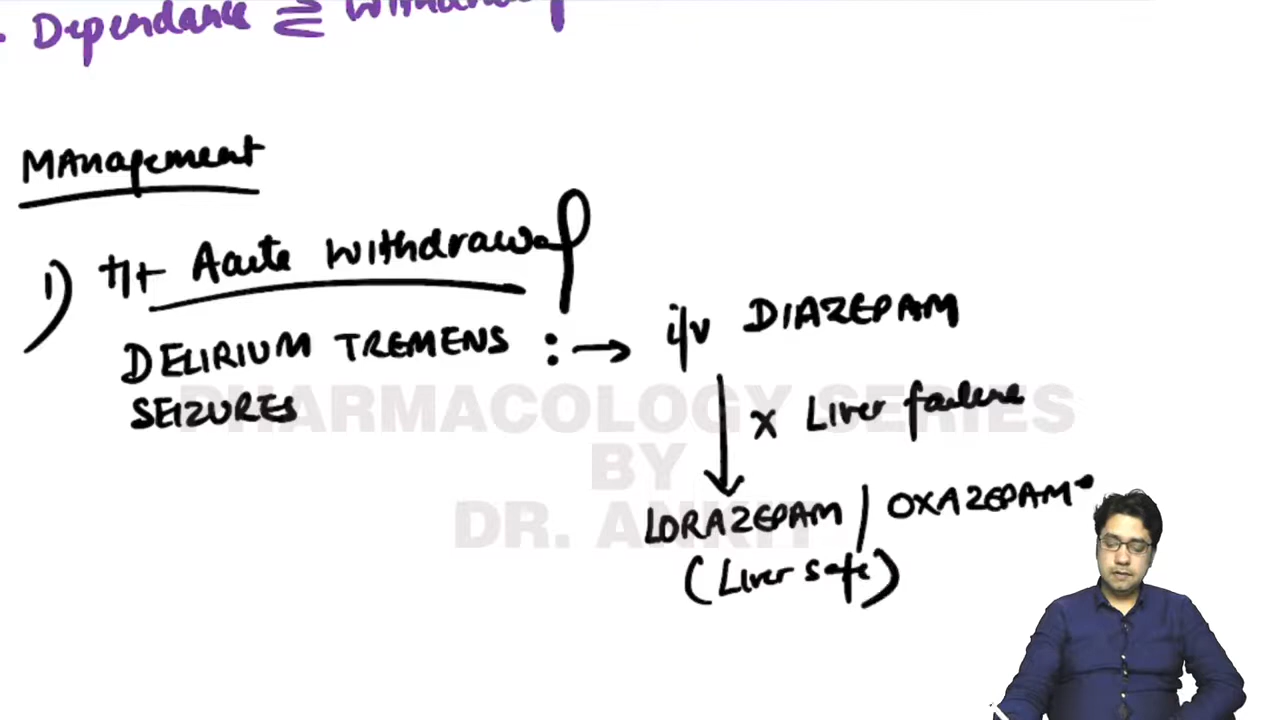 . Dependance c̄ withdrawal
MAnagement
1) t/t Acute withdrawal
DELIRIUM TREMENS : → i/v DIAZEPAM
SEIZURES
x Liver failure
LORAZEPAM / OXAZEPAM
(Liver safe)
PHARMACOLOGY SERIES
BY
DR. ANKIT